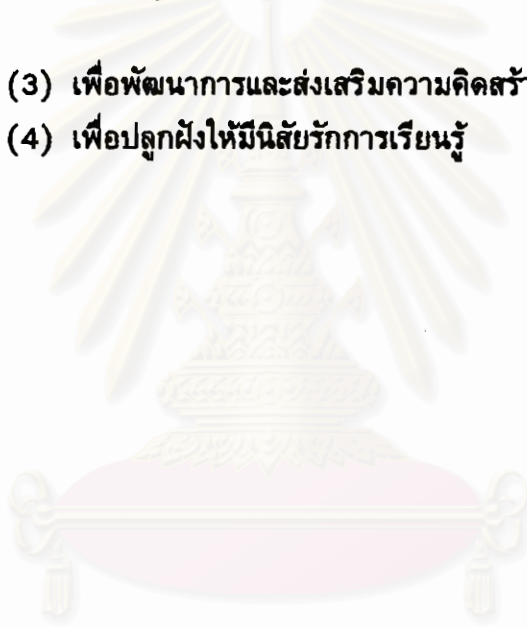 (3) เพื่อพัฒนาการและส่งเสริมความคิดสร้
(4) เพื่อปลูกฝังให้มีนิสัยรักการเรียนรู้